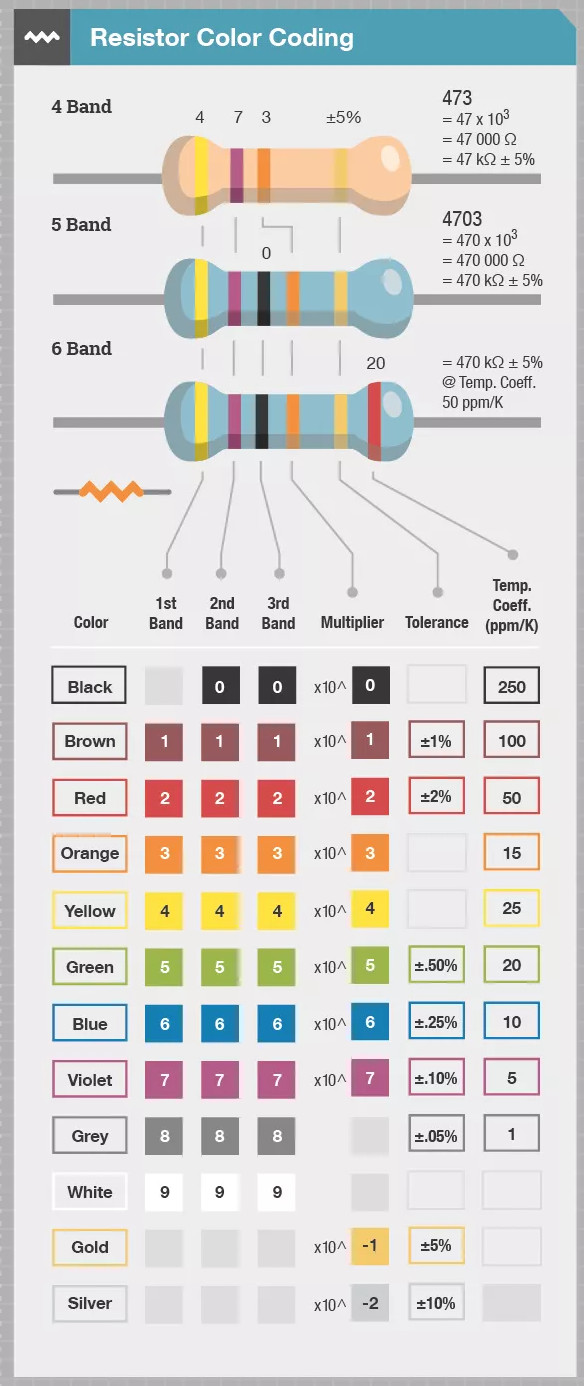 Resistor Color Coding
4 Band
4 7 3 ±5%
473
= 47 x 10³
= 47 000 Ω
= 47 kΩ ± 5%
5 Band
0
4703
= 470 x 10³
= 470 000 Ω
= 470 kΩ ± 5%
6 Band
20
= 470 kΩ ± 5%
@ Temp. Coeff.
50 ppm/K
Color
1st
Band
2nd
Band
3rd
Band
Multiplier
Tolerance
Temp.
Coeff.
(ppm/K)
Black 0 0 x10^ 0 250
Brown 1 1 1 x10^ 1 ±1% 100
Red 2 2 2 x10^ 2 ±2% 50
Orange 3 3 3 x10^ 3 15
Yellow 4 4 4 x10^ 4 25
Green 5 5 5 x10^ 5 ±.50% 20
Blue 6 6 6 x10^ 6 ±.25% 10
Violet 7 7 7 x10^ 7 ±.10% 5
Grey 8 8 8 ±.05% 1
White 9 9 9
Gold x10^ -1 ±5%
Silver x10^ -2 ±10%